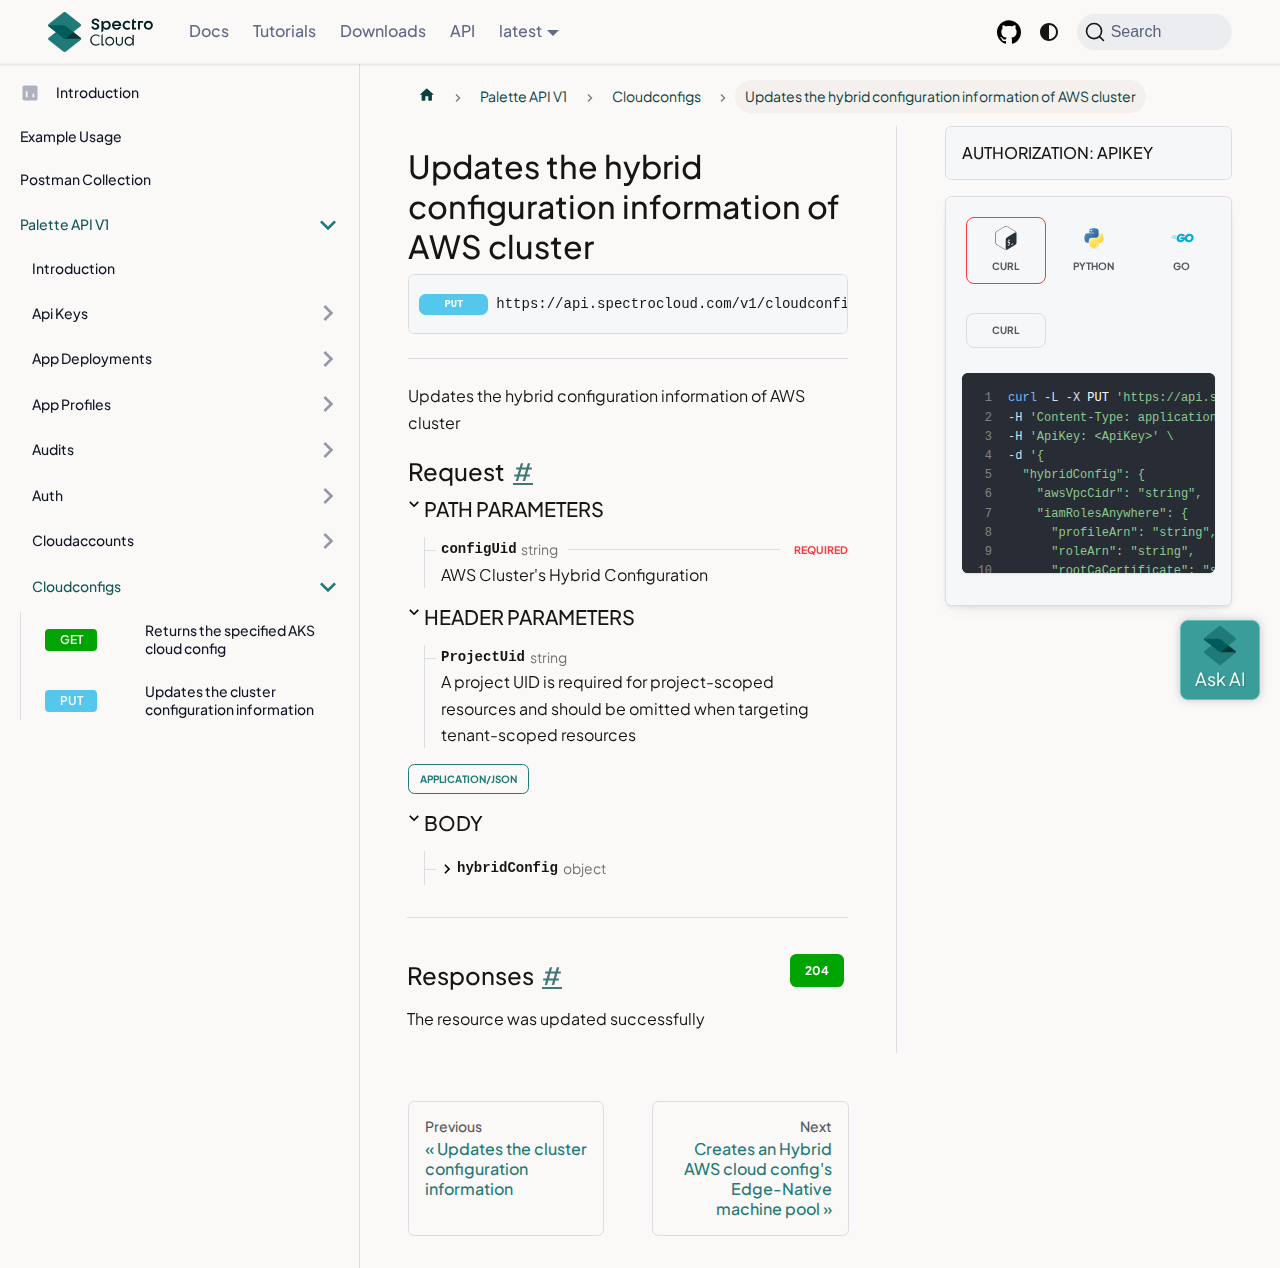 Spectro
Cloud
Docs
Tutorials
Downloads
API
latest
Search
Introduction
Example Usage
Postman Collection
Palette API V1
Introduction
Api Keys
App Deployments
App Profiles
Audits
Auth
Cloudaccounts
Cloudconfigs
GET
Returns the specified AKS
cloud config
PUT
Updates the cluster
configuration information
Palette API V1
Cloudconfigs
Updates the hybrid configuration information of AWS cluster
Updates the hybrid
configuration information of
AWS cluster
PUT
https://api.spectrocloud.com/v1/cloudconfi
Updates the hybrid configuration information of AWS
cluster
Request #
PATH PARAMETERS
configUid string
REQUIRED
AWS Cluster's Hybrid Configuration
HEADER PARAMETERS
ProjectUid string
A project UID is required for project-scoped
resources and should be omitted when targeting
tenant-scoped resources
APPLICATION/JSON
BODY
hybridConfig object
Responses #
204
The resource was updated successfully
Previous
« Updates the cluster
configuration
information
Next
Creates an Hybrid
AWS cloud config's
Edge-Native
machine pool »
AUTHORIZATION: APIKEY
CURL
PYTHON
GO
CURL
1 curl -L -X PUT 'https://api.s
2 -H 'Content-Type: application
3 -H 'ApiKey: <ApiKey>' \
4 -d '{
5 "hybridConfig": {
6 "awsVpcCidr": "string",
7 "iamRolesAnywhere": {
8 "profileArn": "string",
9 "roleArn": "string",
10 "rootCaCertificate": "s
Ask AI